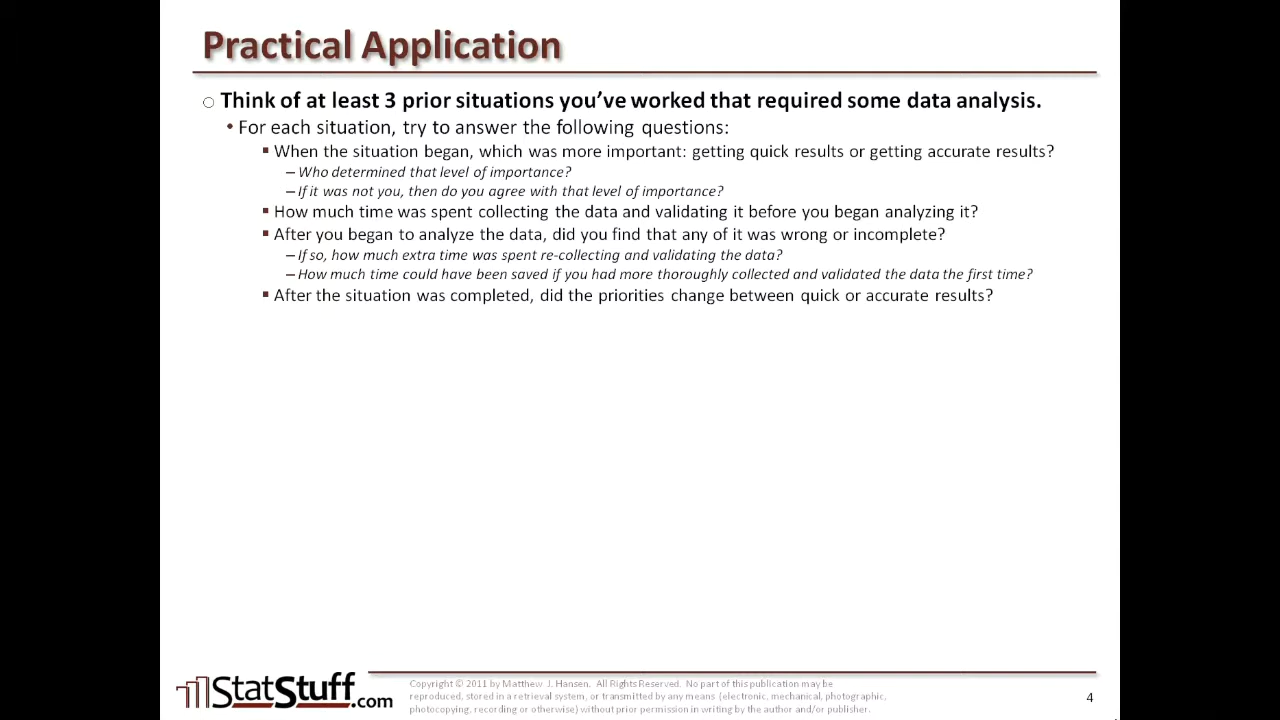 Practical Application
○ Think of at least 3 prior situations you’ve worked that required some data analysis.
• For each situation, try to answer the following questions:
▪ When the situation began, which was more important: getting quick results or getting accurate results?
– Who determined that level of importance?
– If it was not you, then do you agree with that level of importance?
▪ How much time was spent collecting the data and validating it before you began analyzing it?
▪ After you began to analyze the data, did you find that any of it was wrong or incomplete?
– If so, how much extra time was spent re-collecting and validating the data?
– How much time could have been saved if you had more thoroughly collected and validated the data the first time?
▪ After the situation was completed, did the priorities change between quick or accurate results?
StatStuff.com
Copyright © 2011 by Matthew J. Hansen. All Rights Reserved. No part of this publication may be
reproduced, stored in a retrieval system, or transmitted by any means (electronic, mechanical, photographic,
photocopying, recording or otherwise) without prior permission in writing by the author and/or publisher.
4